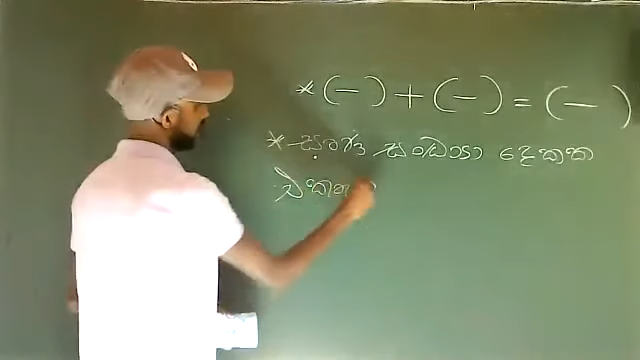 * (−) + (−) = (−)
* සෘණ සංඛ්‍යා දෙකක